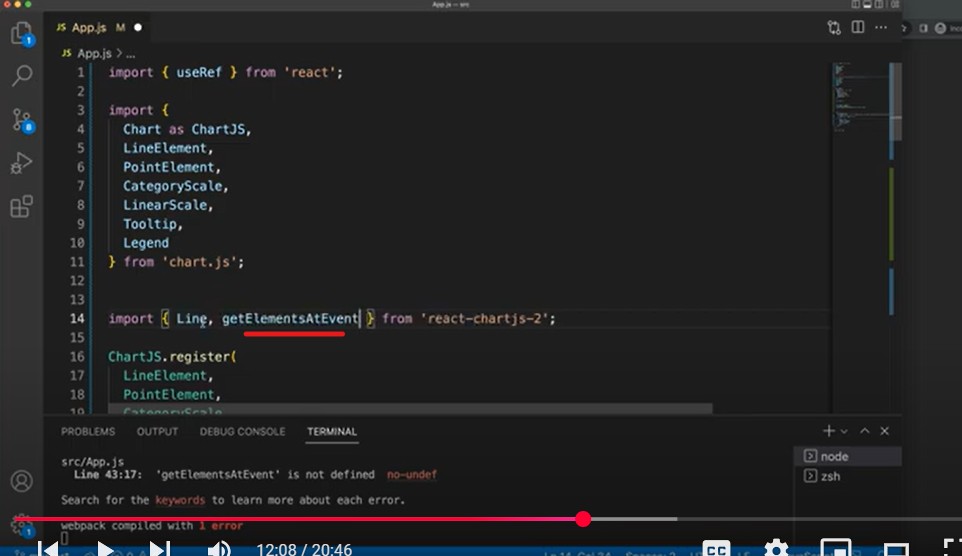 App.js — src
JS App.js M
JS App.js > ...
1 import { useRef } from 'react';
2
3 import {
4 Chart as ChartJS,
5 LineElement,
6 PointElement,
7 CategoryScale,
8 LinearScale,
9 Tooltip,
10 Legend
11 } from 'chart.js';
12
13
14 import { Line, getElementsAtEvent } from 'react-chartjs-2';
15
16 ChartJS.register(
17 LineElement,
18 PointElement,
19 CategoryScale
PROBLEMS OUTPUT DEBUG CONSOLE TERMINAL
node
zsh
src/App.js
Line 43:17: 'getElementsAtEvent' is not defined no-undef
Search for the keywords to learn more about each error.
webpack compiled with 1 error
12:08 / 20:46
CC